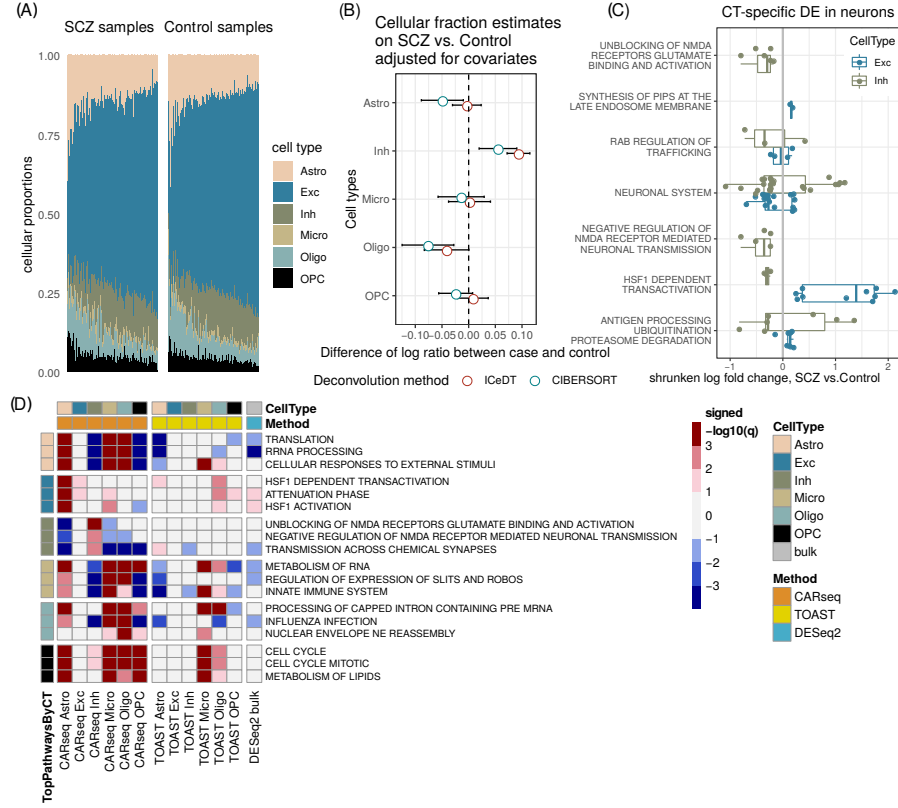 (A)
SCZ samples
Control samples
1.00
0.75
0.50
0.25
0.00
cellular proportions
cell type
Astro
Exc
Inh
Micro
Oligo
OPC
(B)
Cellular fraction estimates
on SCZ vs. Control
adjusted for covariates
Cell types
Astro
Inh
Micro
Oligo
OPC
−0.10
−0.05
0.00
0.05
0.10
Difference of log ratio between case and control
Deconvolution method
ICeDT
CIBERSORT
(C)
CT-specific DE in neurons
UNBLOCKING OF NMDA
RECEPTORS GLUTAMATE
BINDING AND ACTIVATION
SYNTHESIS OF PIPS AT THE
LATE ENDOSOME MEMBRANE
RAB REGULATION OF
TRAFFICKING
NEURONAL SYSTEM
NEGATIVE REGULATION OF
NMDA RECEPTOR MEDIATED
NEURONAL TRANSMISSION
HSF1 DEPENDENT
TRANSACTIVATION
ANTIGEN PROCESSING
UBIQUITINATION
PROTEASOME DEGRADATION
CellType
Exc
Inh
−1
0
1
2
shrunken log fold change, SCZ vs.Control
(D)
CellType
Method
TRANSLATION
RRNA PROCESSING
CELLULAR RESPONSES TO EXTERNAL STIMULI
HSF1 DEPENDENT TRANSACTIVATION
ATTENUATION PHASE
HSF1 ACTIVATION
UNBLOCKING OF NMDA RECEPTORS GLUTAMATE BINDING AND ACTIVATION
NEGATIVE REGULATION OF NMDA RECEPTOR MEDIATED NEURONAL TRANSMISSION
TRANSMISSION ACROSS CHEMICAL SYNAPSES
METABOLISM OF RNA
REGULATION OF EXPRESSION OF SLITS AND ROBOS
INNATE IMMUNE SYSTEM
PROCESSING OF CAPPED INTRON CONTAINING PRE MRNA
INFLUENZA INFECTION
NUCLEAR ENVELOPE NE REASSEMBLY
CELL CYCLE
CELL CYCLE MITOTIC
METABOLISM OF LIPIDS
TopPathwaysByCT
CARseq Astro
CARseq Exc
CARseq Inh
CARseq Micro
CARseq Oligo
CARseq OPC
TOAST Astro
TOAST Exc
TOAST Inh
TOAST Micro
TOAST Oligo
TOAST OPC
DESeq2 bulk
signed
−log10(q)
3
2
1
0
−1
−2
−3
CellType
Astro
Exc
Inh
Micro
Oligo
OPC
bulk
Method
CARseq
TOAST
DESeq2